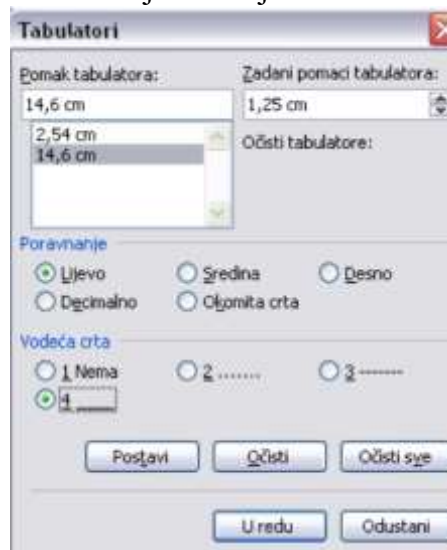 Tabulatori
Pomak tabulatora: Zadani pomaci tabulatora:
14,6 cm 1,25 cm
2,54 cm Očisti tabulatore:
14,6 cm
Poravnanje
Lijevo Sredina Desno
Decimalno Okomita crta
Vodeća crta
1 Nema 2 ....... 3 -------
4 ____
Postavi Očisti Očisti sve
U redu Odustani